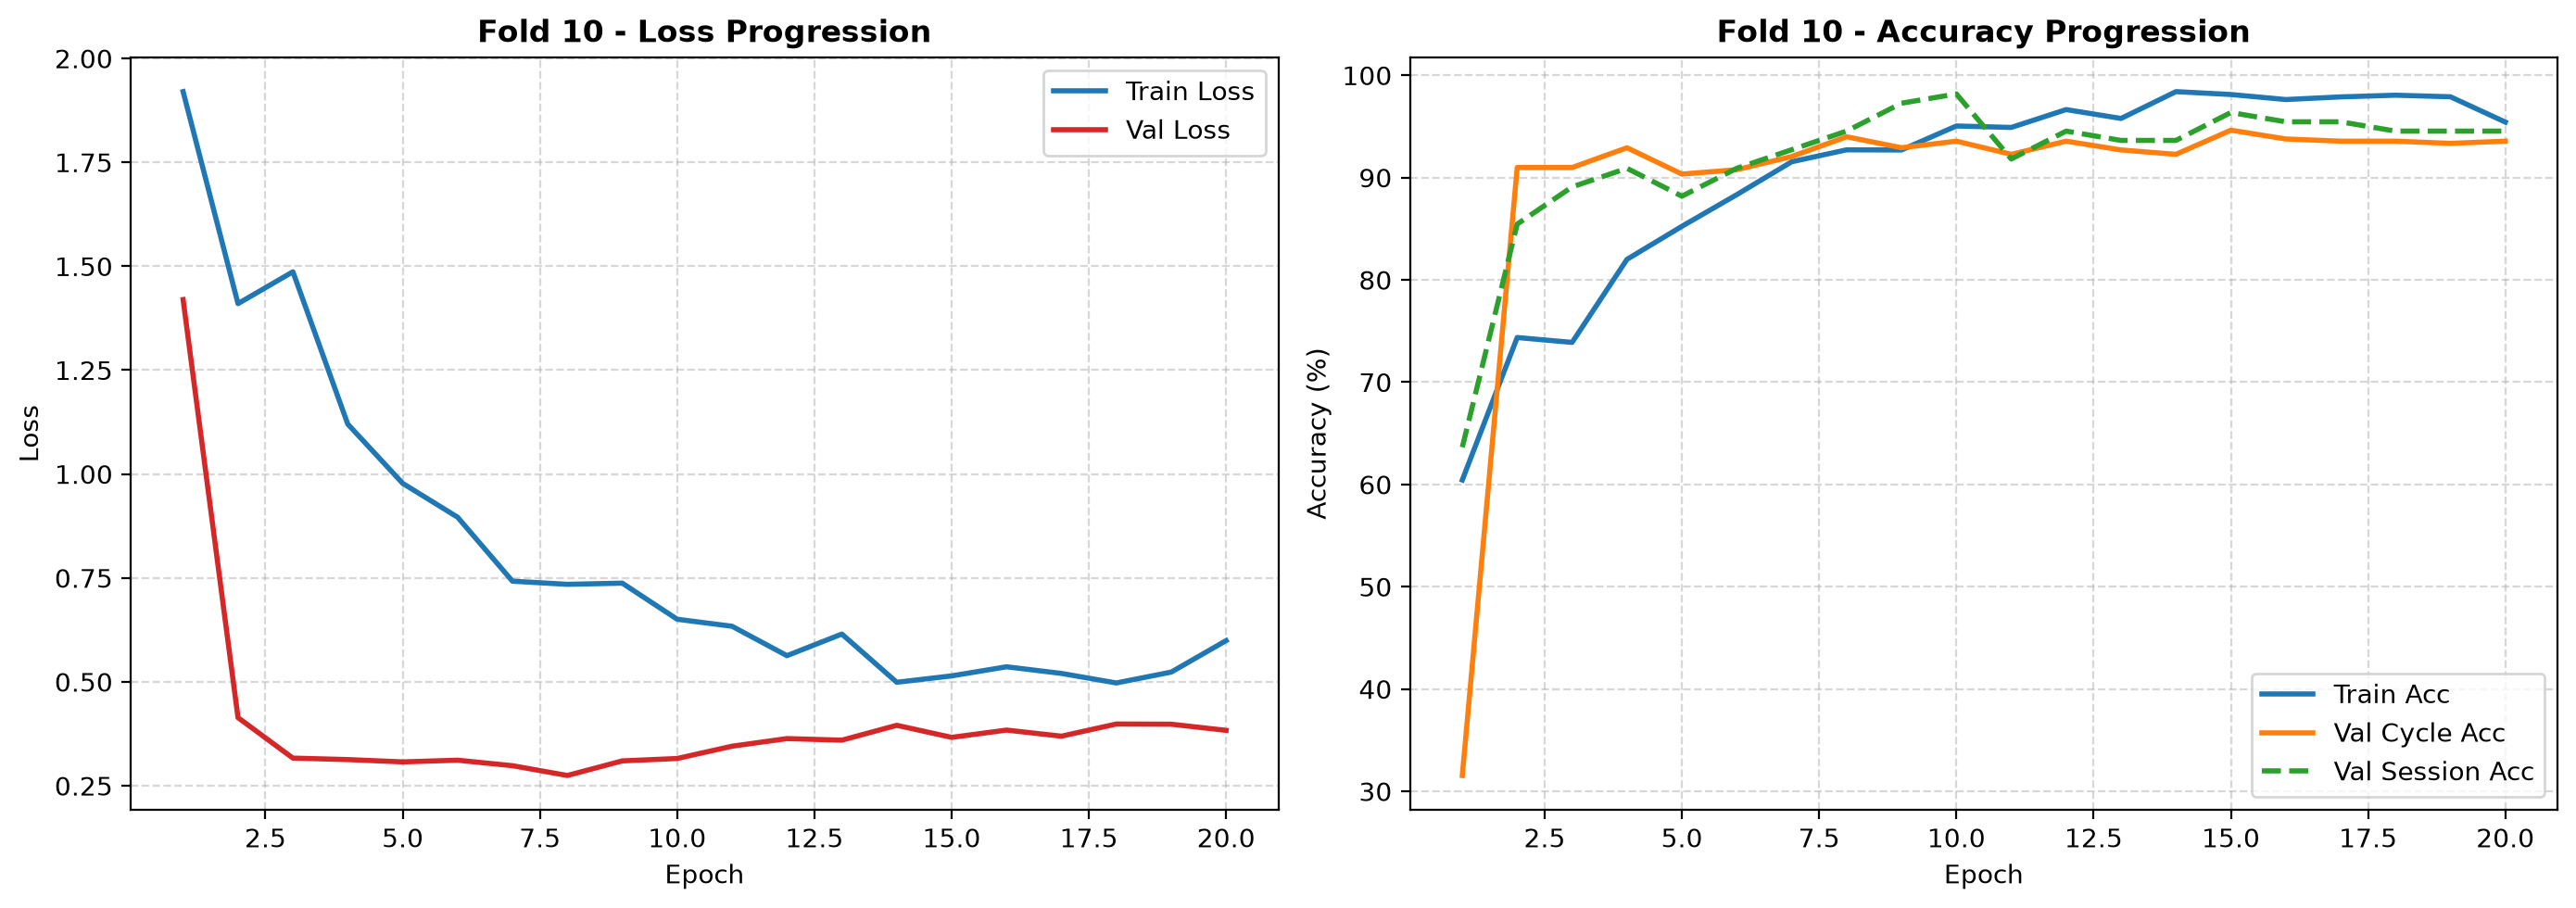 Fold 10 - Loss Progression
2.00
1.75
1.50
1.25
1.00
0.75
0.50
0.25
Loss
2.5 5.0 7.5 10.0 12.5 15.0 17.5 20.0
Epoch
Train Loss
Val Loss
Fold 10 - Accuracy Progression
100
90
80
70
60
50
40
30
Accuracy (%)
2.5 5.0 7.5 10.0 12.5 15.0 17.5 20.0
Epoch
Train Acc
Val Cycle Acc
Val Session Acc